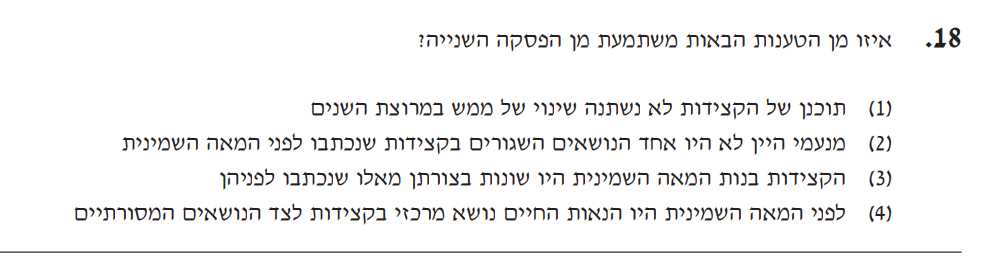 18. איזו מן הטענות הבאות משתמעת מן הפסקה השנייה?
(1) תוכנן של הקצידות לא נשתנה שינוי של ממש במרוצת השנים
(2) מנעמי היין לא היו אחד הנושאים השגורים בקצידות שנכתבו לפני המאה השמינית
(3) הקצידות בנות המאה השמינית היו שונות בצורתן מאלו שנכתבו לפניהן
(4) לפני המאה השמינית היו הנאות החיים נושא מרכזי בקצידות לצד הנושאים המסורתיים